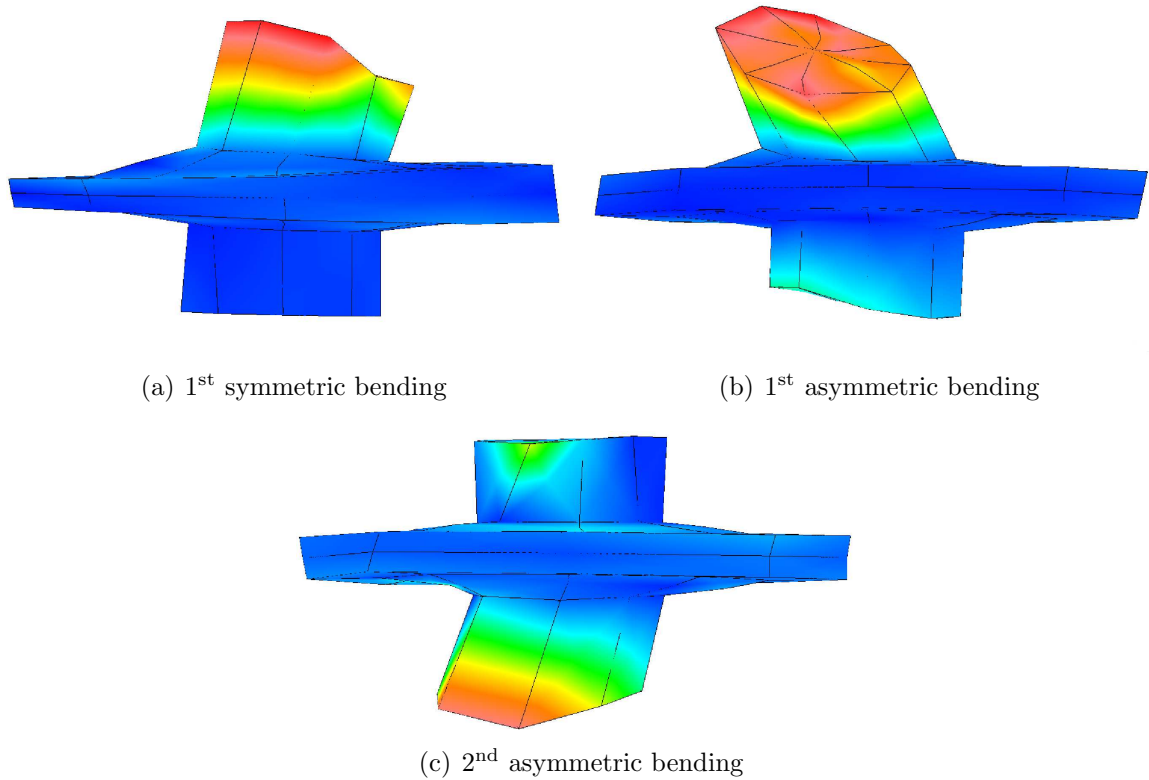 (a) 1st symmetric bending
(b) 1st asymmetric bending
(c) 2nd asymmetric bending